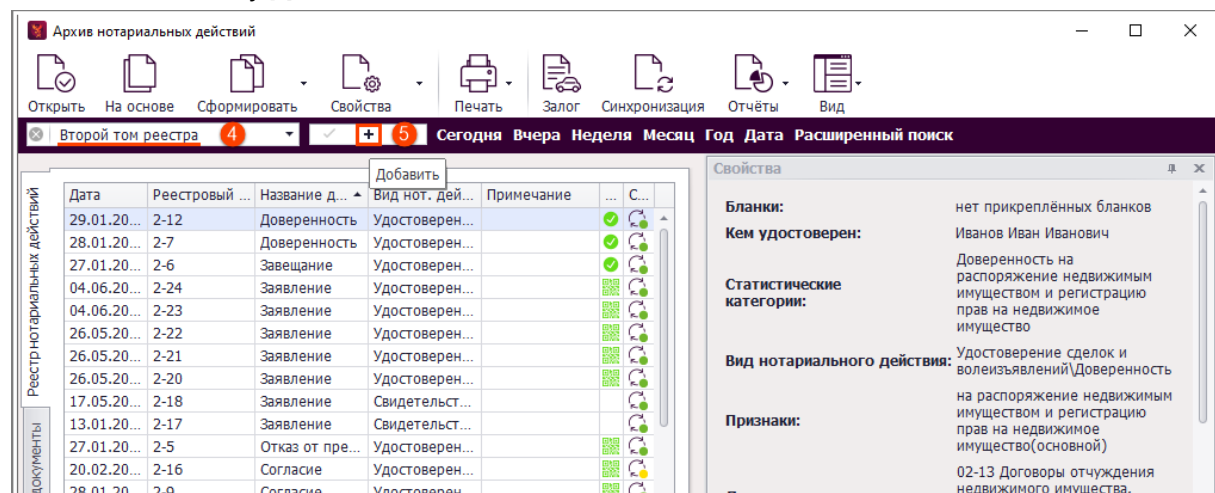 Архив нотариальных действий
Открыть На основе Сформировать Свойства Печать Залог Синхронизация Отчёты Вид
Второй том реестра 4 + 5 Сегодня Вчера Неделя Месяц Год Дата Расширенный поиск
Добавить
Реестр нотариальных действий
документы
Дата Реестровый ... Название д... Вид нот. дей... Примечание ... С...
29.01.20... 2-12 Доверенность Удостоверен...
28.01.20... 2-7 Доверенность Удостоверен...
27.01.20... 2-6 Завещание Удостоверен...
04.06.20... 2-24 Заявление Удостоверен...
04.06.20... 2-23 Заявление Удостоверен...
26.05.20... 2-22 Заявление Удостоверен...
26.05.20... 2-21 Заявление Удостоверен...
26.05.20... 2-20 Заявление Удостоверен...
17.05.20... 2-18 Заявление Свидетельст...
13.01.20... 2-17 Заявление Свидетельст...
27.01.20... 2-5 Отказ от пре... Удостоверен...
20.02.20... 2-16 Согласие Удостоверен...
28.01.20... 2-9 Согласие Удостоверен...
Свойства
Бланки: нет прикреплённых бланков
Кем удостоверен: Иванов Иван Иванович
Статистические
категории:
Доверенность на
распоряжение недвижимым
имуществом и регистрацию
прав на недвижимое
имущество
Вид нотариального действия:
Удостоверение сделок и
волеизъявлений\Доверенность
Признаки:
на распоряжение недвижимым
имуществом и регистрацию
прав на недвижимое
имущество(основной)
02-13 Договоры отчуждения
недвижимого имущества,